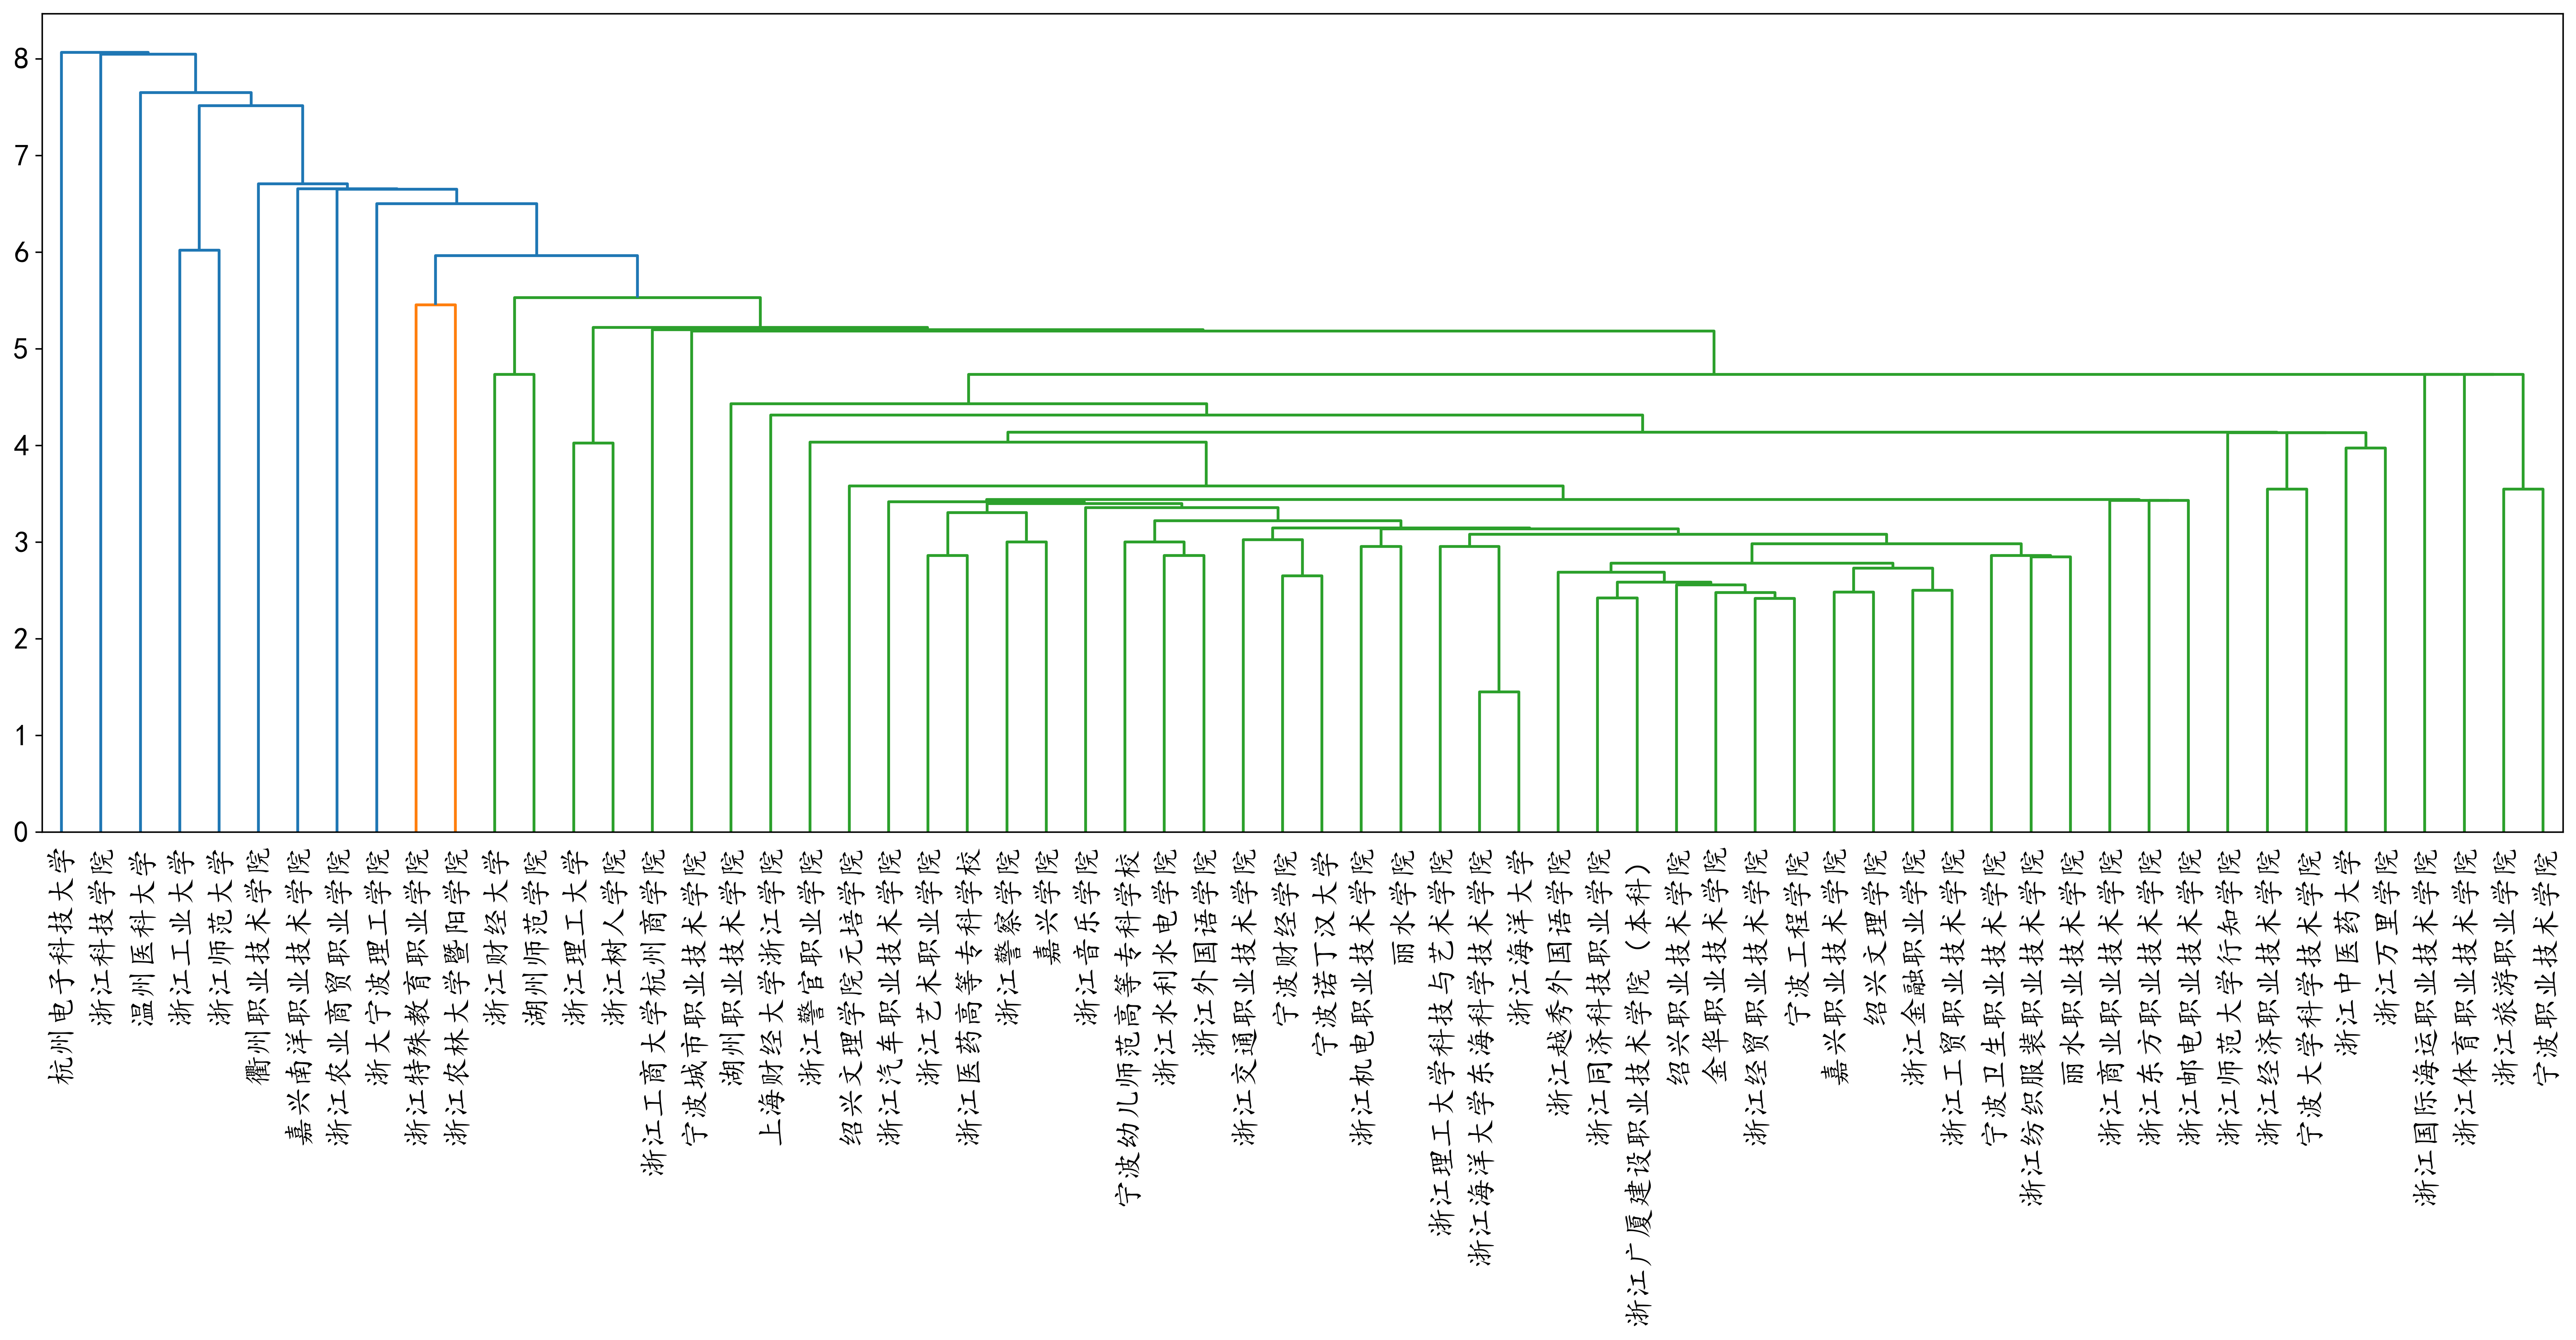 8
7
6
5
4
3
2
1
0
杭州电子科技大学
浙江科技学院
温州医科大学
浙江工业大学
浙江师范大学
衢州职业技术学院
嘉兴南洋职业技术学院
浙江农业商贸职业学院
浙大宁波理工学院
浙江特殊教育职业学院
浙江农林大学暨阳学院
浙江财经大学
湖州师范学院
浙江理工大学
浙江树人学院
浙江工商大学杭州商学院
宁波城市职业技术学院
湖州职业技术学院
上海财经大学浙江学院
浙江警官职业学院
绍兴文理学院元培学院
浙江汽车职业技术学院
浙江艺术职业学院
浙江医药高等专科学校
浙江警察学院
嘉兴学院
浙江音乐学院
宁波幼儿师范高等专科学校
浙江水利水电学院
浙江外国语学院
浙江交通职业技术学院
宁波财经学院
宁波诺丁汉大学
浙江机电职业技术学院
丽水学院
浙江理工大学科技与艺术学院
浙江海洋大学东海科学技术学院
浙江海洋大学
浙江越秀外国语学院
浙江同济科技职业学院
浙江广厦建设职业技术学院（本科）
绍兴职业技术学院
金华职业技术学院
浙江经贸职业技术学院
宁波工程学院
嘉兴职业技术学院
绍兴文理学院
浙江金融职业学院
浙江工贸职业技术学院
宁波卫生职业技术学院
浙江纺织服装职业技术学院
丽水职业技术学院
浙江商业职业技术学院
浙江东方职业技术学院
浙江邮电职业技术学院
浙江师范大学行知学院
浙江经济职业技术学院
宁波大学科学技术学院
浙江中医药大学
浙江万里学院
浙江国际海运职业技术学院
浙江体育职业技术学院
浙江旅游职业学院
宁波职业技术学院